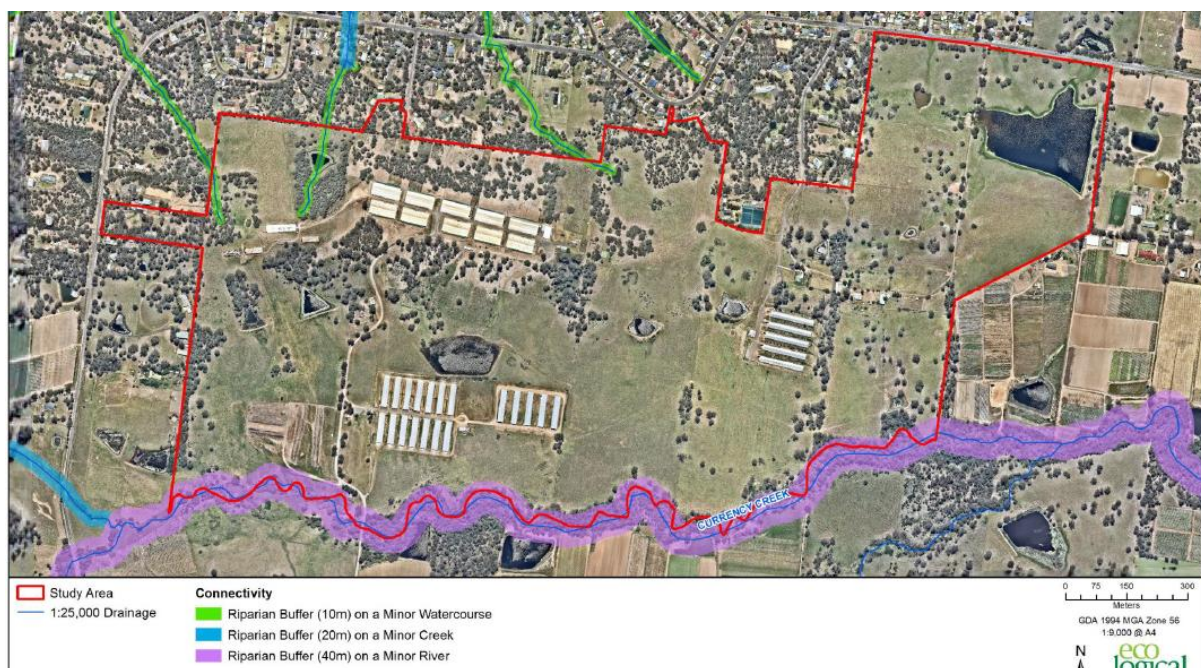 CURRENCY CREEK
Study Area
1:25,000 Drainage
Connectivity
Riparian Buffer (10m) on a Minor Watercourse
Riparian Buffer (20m) on a Minor Creek
Riparian Buffer (40m) on a Minor River
0 75 150 300
Meters
GDA 1994 MGA Zone 56
1:9,000 @ A4
N
eco
logical